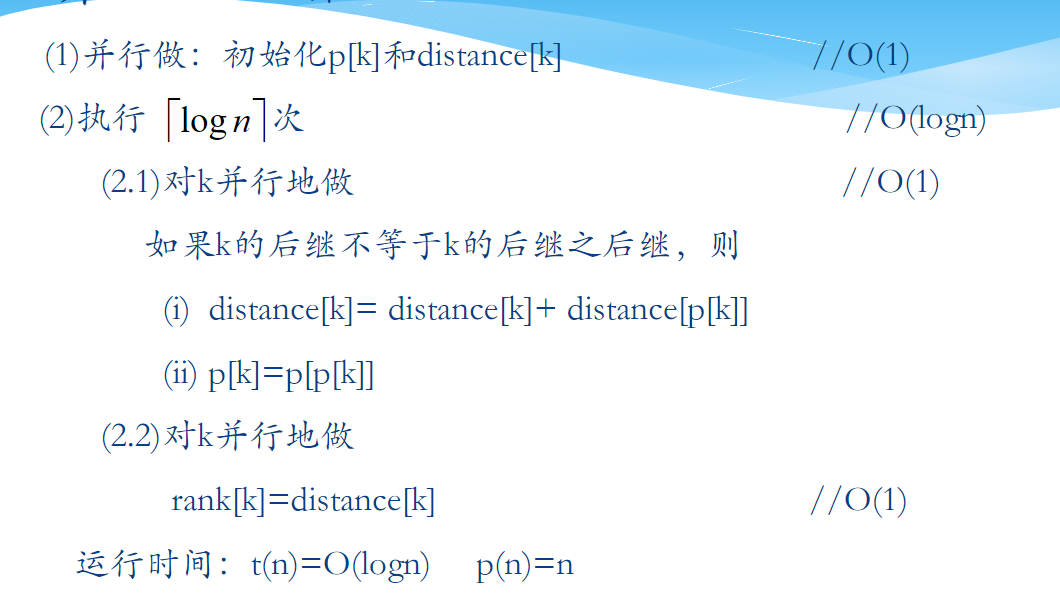 (1)并行做：初始化p[k]和distance[k] //O(1)
(2)执行 ⌈log n⌉次 //O(logn)
(2.1)对k并行地做 //O(1)
如果k的后继不等于k的后继之后继，则
(i) distance[k]= distance[k]+ distance[p[k]]
(ii) p[k]=p[p[k]]
(2.2)对k并行地做
rank[k]=distance[k] //O(1)
运行时间：t(n)=O(logn) p(n)=n